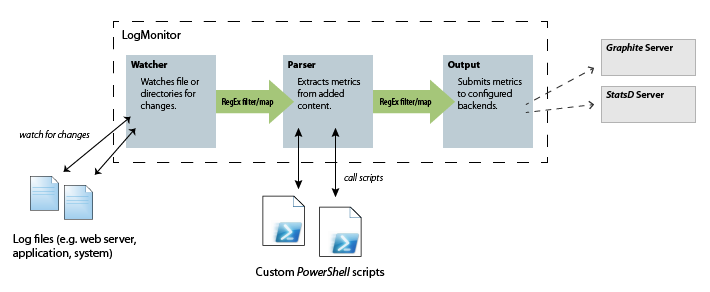 LogMonitor
Watcher
Watches file or
directories for
changes.
RegEx filter/map
Parser
Extracts metrics
from added
content.
RegEx filter/map
Output
Submits metrics
to configured
backends.
Graphite Server
StatsD Server
watch for changes
call scripts
Log files (e.g. web server,
application, system)
Custom PowerShell scripts